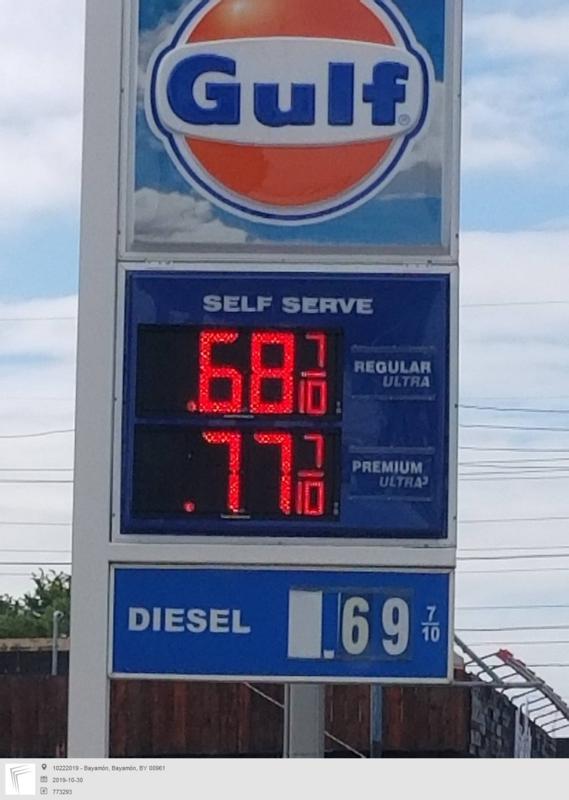 Gulf®
SELF SERVE
.68 7/10 REGULAR ULTRA
.77 7/10 PREMIUM ULTRA³
DIESEL .69 7/10
10222019 - Bayamón, Bayamón, BY 00961
2019-10-30
773293